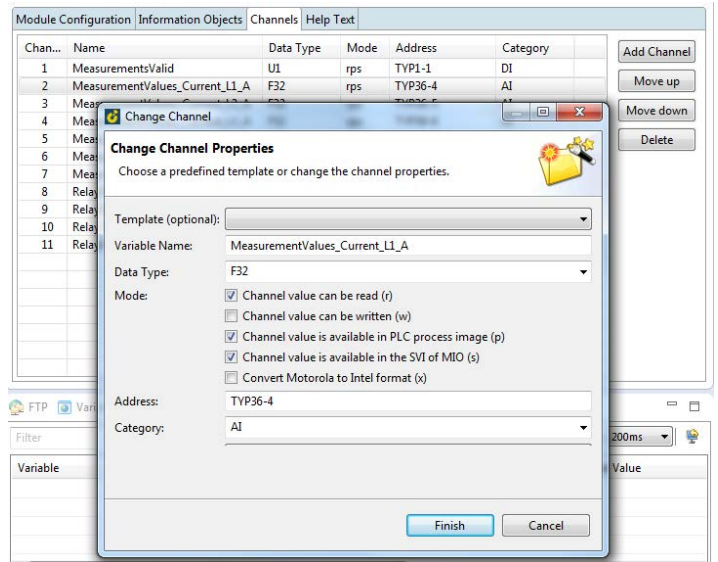 Module Configuration Information Objects Channels Help Text
Chan... Name Data Type Mode Address Category
1 MeasurementsValid U1 rps TYP1-1 DI
2 MeasurementValues_Current_L1_A F32 rps TYP36-4 AI
3
4
5
6
7
8 Relay
9 Relay
10 Relay
11 Relay
Add Channel
Move up
Move down
Delete
Change Channel
Change Channel Properties
Choose a predefined template or change the channel properties.
Template (optional):
Variable Name: MeasurementValues_Current_L1_A
Data Type: F32
Mode: Channel value can be read (r)
Channel value can be written (w)
Channel value is available in PLC process image (p)
Channel value is available in the SVI of MIO (s)
Convert Motorola to Intel format (x)
Address: TYP36-4
Category: AI
Finish Cancel
FTP Vari
Filter 200ms
Variable Value